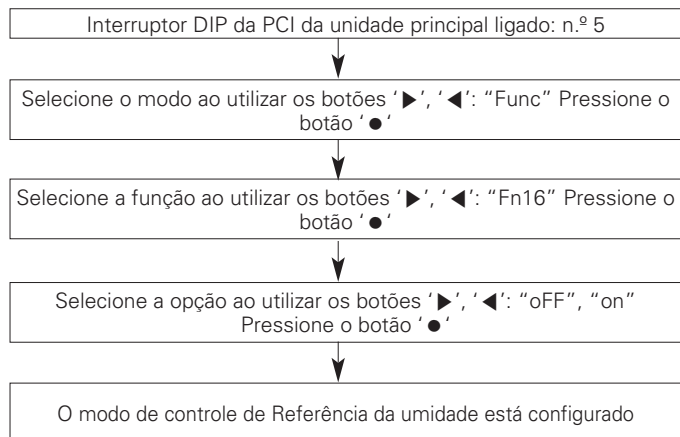 Interruptor DIP da PCI da unidade principal ligado: n.º 5
Selecione o modo ao utilizar os botões ‘▶’, ‘◀’: “Func” Pressione o
botão ‘●‘
Selecione a função ao utilizar os botões ‘▶’, ‘◀’: “Fn16” Pressione o
botão ‘●‘
Selecione a opção ao utilizar os botões ‘▶’, ‘◀’: “oFF”, “on”
Pressione o botão ‘●‘
O modo de controle de Referência da umidade está configurado